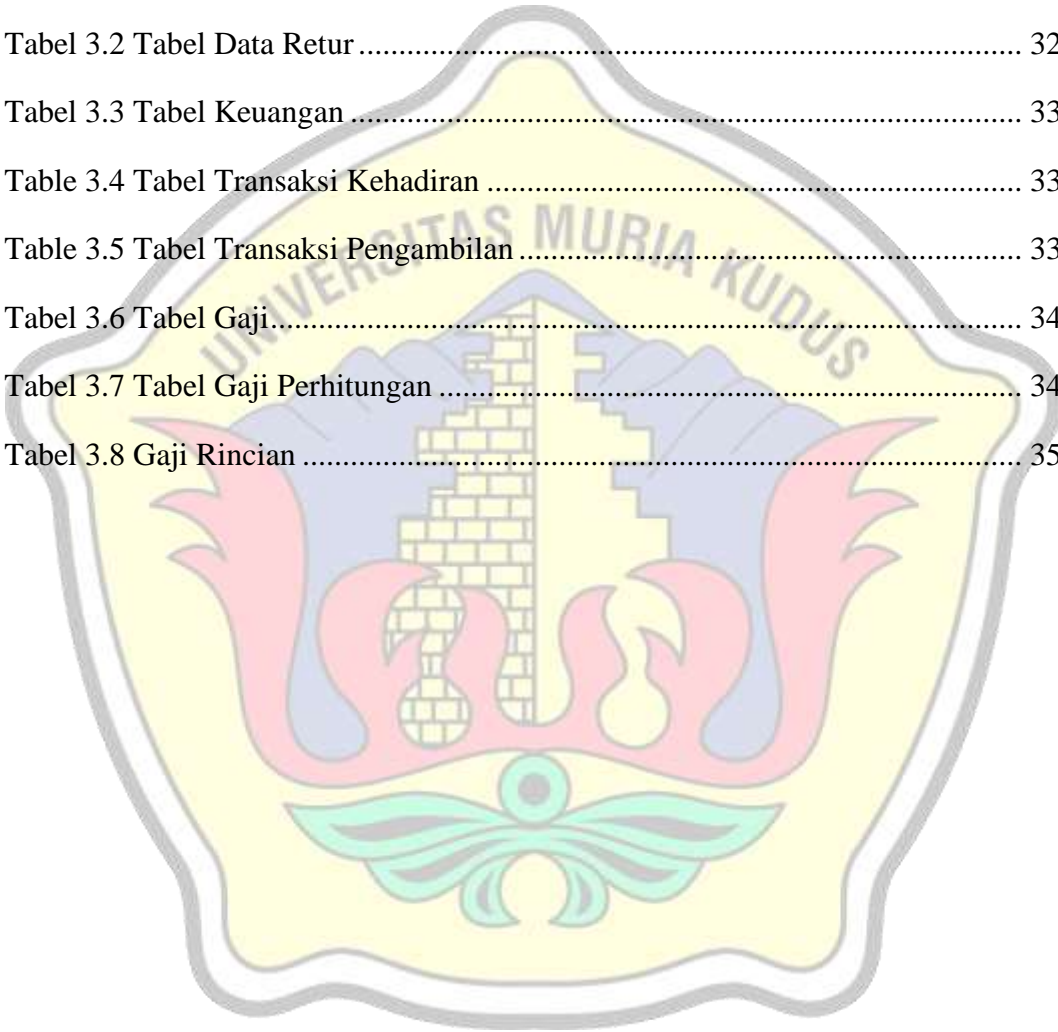 Tabel 3.2 Tabel Data Retur ........................................................................................ 32
Tabel 3.3 Tabel Keuangan ......................................................................................... 33
Table 3.4 Tabel Transaksi Kehadiran ....................................................................... 33
Table 3.5 Tabel Transaksi Pengambilan ................................................................... 33
UNIVERSITAS MURIA KUDUS
Tabel 3.6 Tabel Gaji................................................................................................... 34
Tabel 3.7 Tabel Gaji Perhitungan ............................................................................. 34
Tabel 3.8 Gaji Rincian ............................................................................................... 35